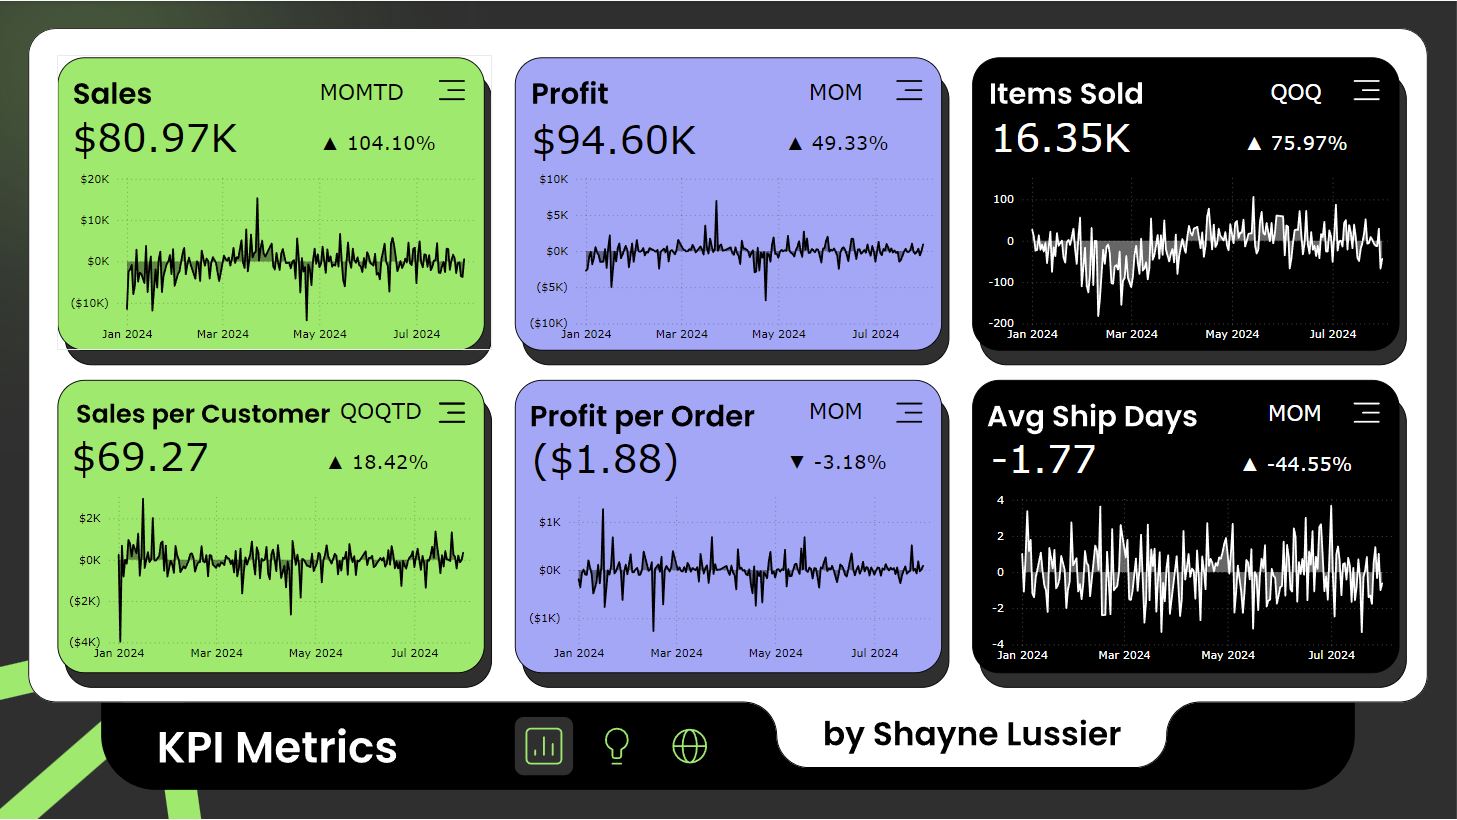 Sales MOMTD
$80.97K ▲ 104.10%
$20K
$10K
$0K
($10K)
Jan 2024 Mar 2024 May 2024 Jul 2024
Profit MOM
$94.60K ▲ 49.33%
$10K
$5K
$0K
($5K)
($10K)
Jan 2024 Mar 2024 May 2024 Jul 2024
Items Sold QOQ
16.35K ▲ 75.97%
100
0
-100
-200
Jan 2024 Mar 2024 May 2024 Jul 2024
Sales per Customer QOQTD
$69.27 ▲ 18.42%
$2K
$0K
($2K)
($4K)
Jan 2024 Mar 2024 May 2024 Jul 2024
Profit per Order MOM
($1.88) ▼ -3.18%
$1K
$0K
($1K)
Jan 2024 Mar 2024 May 2024 Jul 2024
Avg Ship Days MOM
-1.77 ▲ -44.55%
4
2
0
-2
-4
Jan 2024 Mar 2024 May 2024 Jul 2024
KPI Metrics
by Shayne Lussier